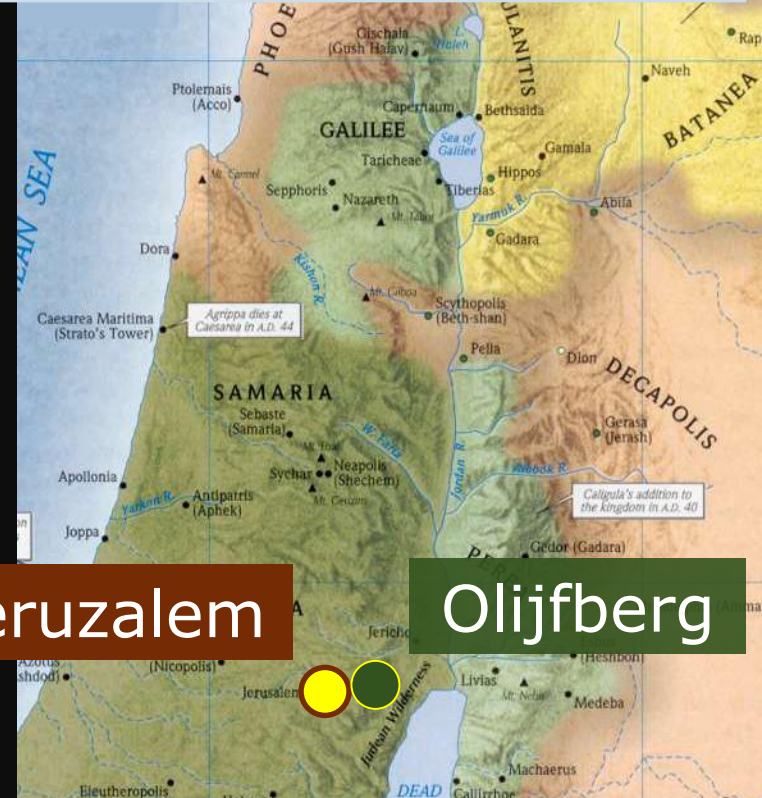 PHOE
Gischala
(Gush Halav)
L.
Huleh
ULANITIS
Rap
Naveh
BATANEA
Ptolemais
(Acco)
Capernaum
Bethsaida
GALILEE
Sea of
Galilee
Taricheae
Gamala
Mt. Carmel
Hippos
Sepphoris
Tiberias
Nazareth
Mt. Tabor
Yarmuk R.
Abila
Gadara
EAN SEA
Dora
Kishon R.
Mt. Gilboa
Scythopolis
(Beth-shan)
Caesarea Maritima
(Strato's Tower)
Agrippa dies at
Caesarea in A.D. 44
Pella
Dion
DECAPOLIS
SAMARIA
Sebaste
(Samaria)
W. Faria
Gerasa
(Jerash)
Jordan R.
Sychar
Neapolis
(Shechem)
Mt. Gerizim
Jabbok R.
Apollonia
Yarkon R.
Antipatris
(Aphek)
Caligula's addition to
the kingdom in A.D. 40
Joppa
Gedor (Gadara)
eruzalem
Olijfberg
A
Jericho
Azotus
shdod)
(Nicopolis)
(Heshbon)
Jerusalem
Judean Wilderness
Livias
Mt. Nebo
Medeba
Machaerus
Eleutheropolis
DEAD
Callirrhoe